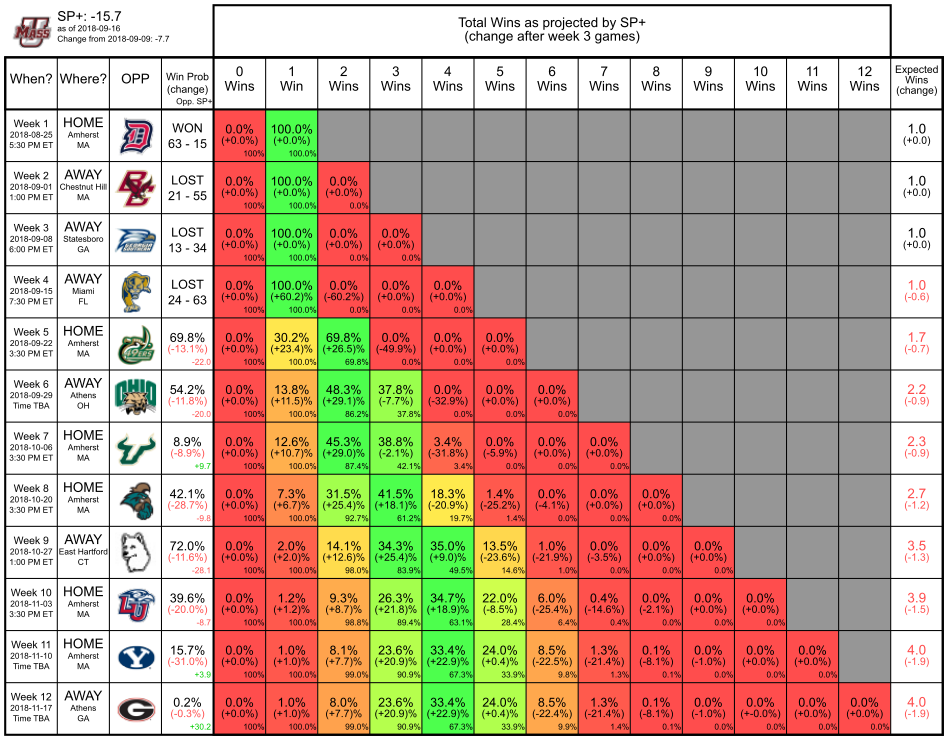 SP+: -15.7
as of 2018-09-16
Change from 2018-09-09: -7.7
Total Wins as projected by SP+
(change after week 3 games)
When? Where? OPP Win Prob (change) Opp. SP+ 0 Wins 1 Win 2 Wins 3 Wins 4 Wins 5 Wins 6 Wins 7 Wins 8 Wins 9 Wins 10 Wins 11 Wins 12 Wins Expected Wins (change)
Week 1 HOME WON 0.0% 100.0% 1.0
2018-08-25 Amherst (+0.0%) (+0.0%) (+0.0)
5:30 PM ET MA 63 - 15 100% 100.0%
Week 2 AWAY LOST 0.0% 100.0% 0.0% 1.0
2018-09-01 Chestnut Hill (+0.0%) (+0.0%) (+0.0%) (+0.0)
1:00 PM ET MA 21 - 55 100% 100.0% 0.0%
Week 3 AWAY LOST 0.0% 100.0% 0.0% 0.0% 1.0
2018-09-08 Statesboro (+0.0%) (+0.0%) (+0.0%) (+0.0%) (+0.0)
6:00 PM ET GA 13 - 34 100% 100.0% 0.0% 0.0%
Week 4 AWAY LOST 0.0% 100.0% 0.0% 0.0% 0.0% 1.0
2018-09-15 Miami (+0.0%) (+60.2)% (-60.2%) (+0.0%) (+0.0%) (-0.6)
7:30 PM ET FL 24 - 63 100% 100.0% 0.0% 0.0% 0.0%
Week 5 HOME 69.8% 0.0% 30.2% 69.8% 0.0% 0.0% 1.7
2018-09-22 Amherst (-13.1%) (+0.0%) (+23.4)% (+26.5)% (-49.9%) (+0.0%) (-0.7)
3:30 PM ET MA -22.0 100% 100.0% 69.8% 0.0% 0.0%
Week 6 AWAY 54.2% 0.0% 13.8% 48.3% 37.8% 0.0% 0.0% 0.0% 2.2
2018-09-29 Athens (-11.8%) (+0.0%) (+11.5)% (+29.1)% (-7.7%) (-32.9%) (+0.0%) (+0.0%) (-0.9)
Time TBA OH -20.0 100% 100.0% 86.2% 37.8% 0.0% 0.0% 0.0%
Week 7 HOME 8.9% 0.0% 12.6% 45.3% 38.8% 3.4% 0.0% 0.0% 0.0% 2.3
2018-10-06 Amherst (-8.9%) (+0.0%) (+10.7)% (+29.0)% (-2.1%) (-31.8%) (-5.9%) (+0.0%) (+0.0%) (-0.9)
3:30 PM ET MA +9.7 100% 100.0% 87.4% 42.1% 3.4% 0.0% 0.0% 0.0%
Week 8 HOME 42.1% 0.0% 7.3% 31.5% 41.5% 18.3% 1.4% 0.0% 0.0% 0.0% 2.7
2018-10-20 Amherst (-28.7%) (+0.0%) (+6.7)% (+25.4)% (+18.1)% (-20.9%) (-25.2%) (-4.1%) (+0.0%) (+0.0%) (-1.2)
3:30 PM ET MA -9.8 100% 100.0% 92.7% 61.2% 19.7% 1.4% 0.0% 0.0% 0.0%
Week 9 AWAY 72.0% 0.0% 2.0% 14.1% 34.3% 35.0% 13.5% 1.0% 0.0% 0.0% 0.0% 3.5
2018-10-27 East Hartford (-11.6%) (+0.0%) (+2.0)% (+12.6)% (+25.4)% (+9.0)% (-23.6%) (-21.9%) (-3.5%) (+0.0%) (+0.0%) (-1.3)
1:00 PM ET CT -28.1 100% 100.0% 98.0% 83.9% 49.5% 14.6% 1.0% 0.0% 0.0% 0.0%
Week 10 HOME 39.6% 0.0% 1.2% 9.3% 26.3% 34.7% 22.0% 6.0% 0.4% 0.0% 0.0% 0.0% 3.9
2018-11-03 Amherst (-20.0%) (+0.0%) (+1.2)% (+8.7)% (+21.8)% (+18.9)% (-8.5%) (-25.4%) (-14.6%) (-2.1%) (+0.0%) (+0.0%) (-1.5)
3:30 PM ET MA -8.7 100% 100.0% 98.8% 89.4% 63.1% 28.4% 6.4% 0.4% 0.0% 0.0% 0.0%
Week 11 HOME 15.7% 0.0% 1.0% 8.1% 23.6% 33.4% 24.0% 8.5% 1.3% 0.1% 0.0% 0.0% 0.0% 4.0
2018-11-10 Amherst (-31.0%) (+0.0%) (+1.0)% (+7.7)% (+20.9)% (+22.9)% (+0.4)% (-22.5%) (-21.4%) (-8.1%) (-1.0%) (+0.0%) (+0.0%) (-1.9)
Time TBA MA +3.9 100% 100.0% 99.0% 90.9% 67.3% 33.9% 9.8% 1.3% 0.1% 0.0% 0.0% 0.0%
Week 12 AWAY 0.2% 0.0% 1.0% 8.0% 23.6% 33.4% 24.0% 8.5% 1.3% 0.1% 0.0% 0.0% 0.0% 0.0% 4.0
2018-11-17 Athens (-0.3%) (+0.0%) (+1.0)% (+7.7)% (+20.9)% (+22.9)% (+0.4)% (-22.4%) (-21.4%) (-8.1%) (-1.0%) (+0.0%) (+0.0%) (+0.0%) (-1.9)
Time TBA GA +30.2 100% 100.0% 99.0% 90.9% 67.3% 33.9% 9.9% 1.4% 0.1% 0.0% 0.0% 0.0% 0.0%